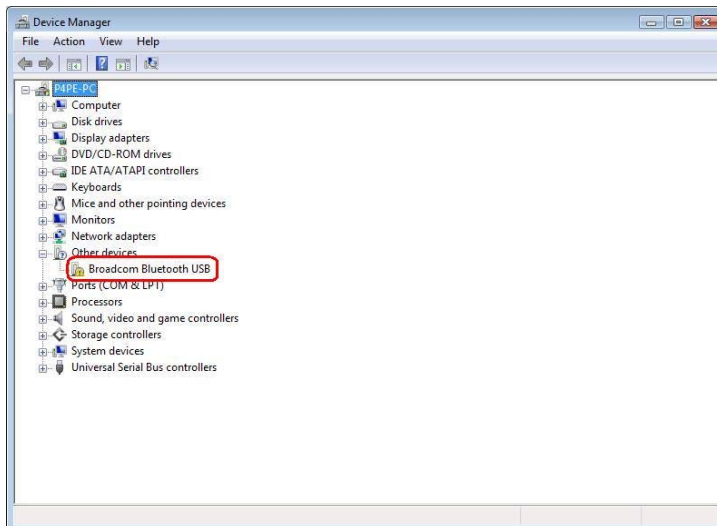 Device Manager
File Action View Help
P4PE-PC
Computer
Disk drives
Display adapters
DVD/CD-ROM drives
IDE ATA/ATAPI controllers
Keyboards
Mice and other pointing devices
Monitors
Network adapters
Other devices
Broadcom Bluetooth USB
Ports (COM & LPT)
Processors
Sound, video and game controllers
Storage controllers
System devices
Universal Serial Bus controllers